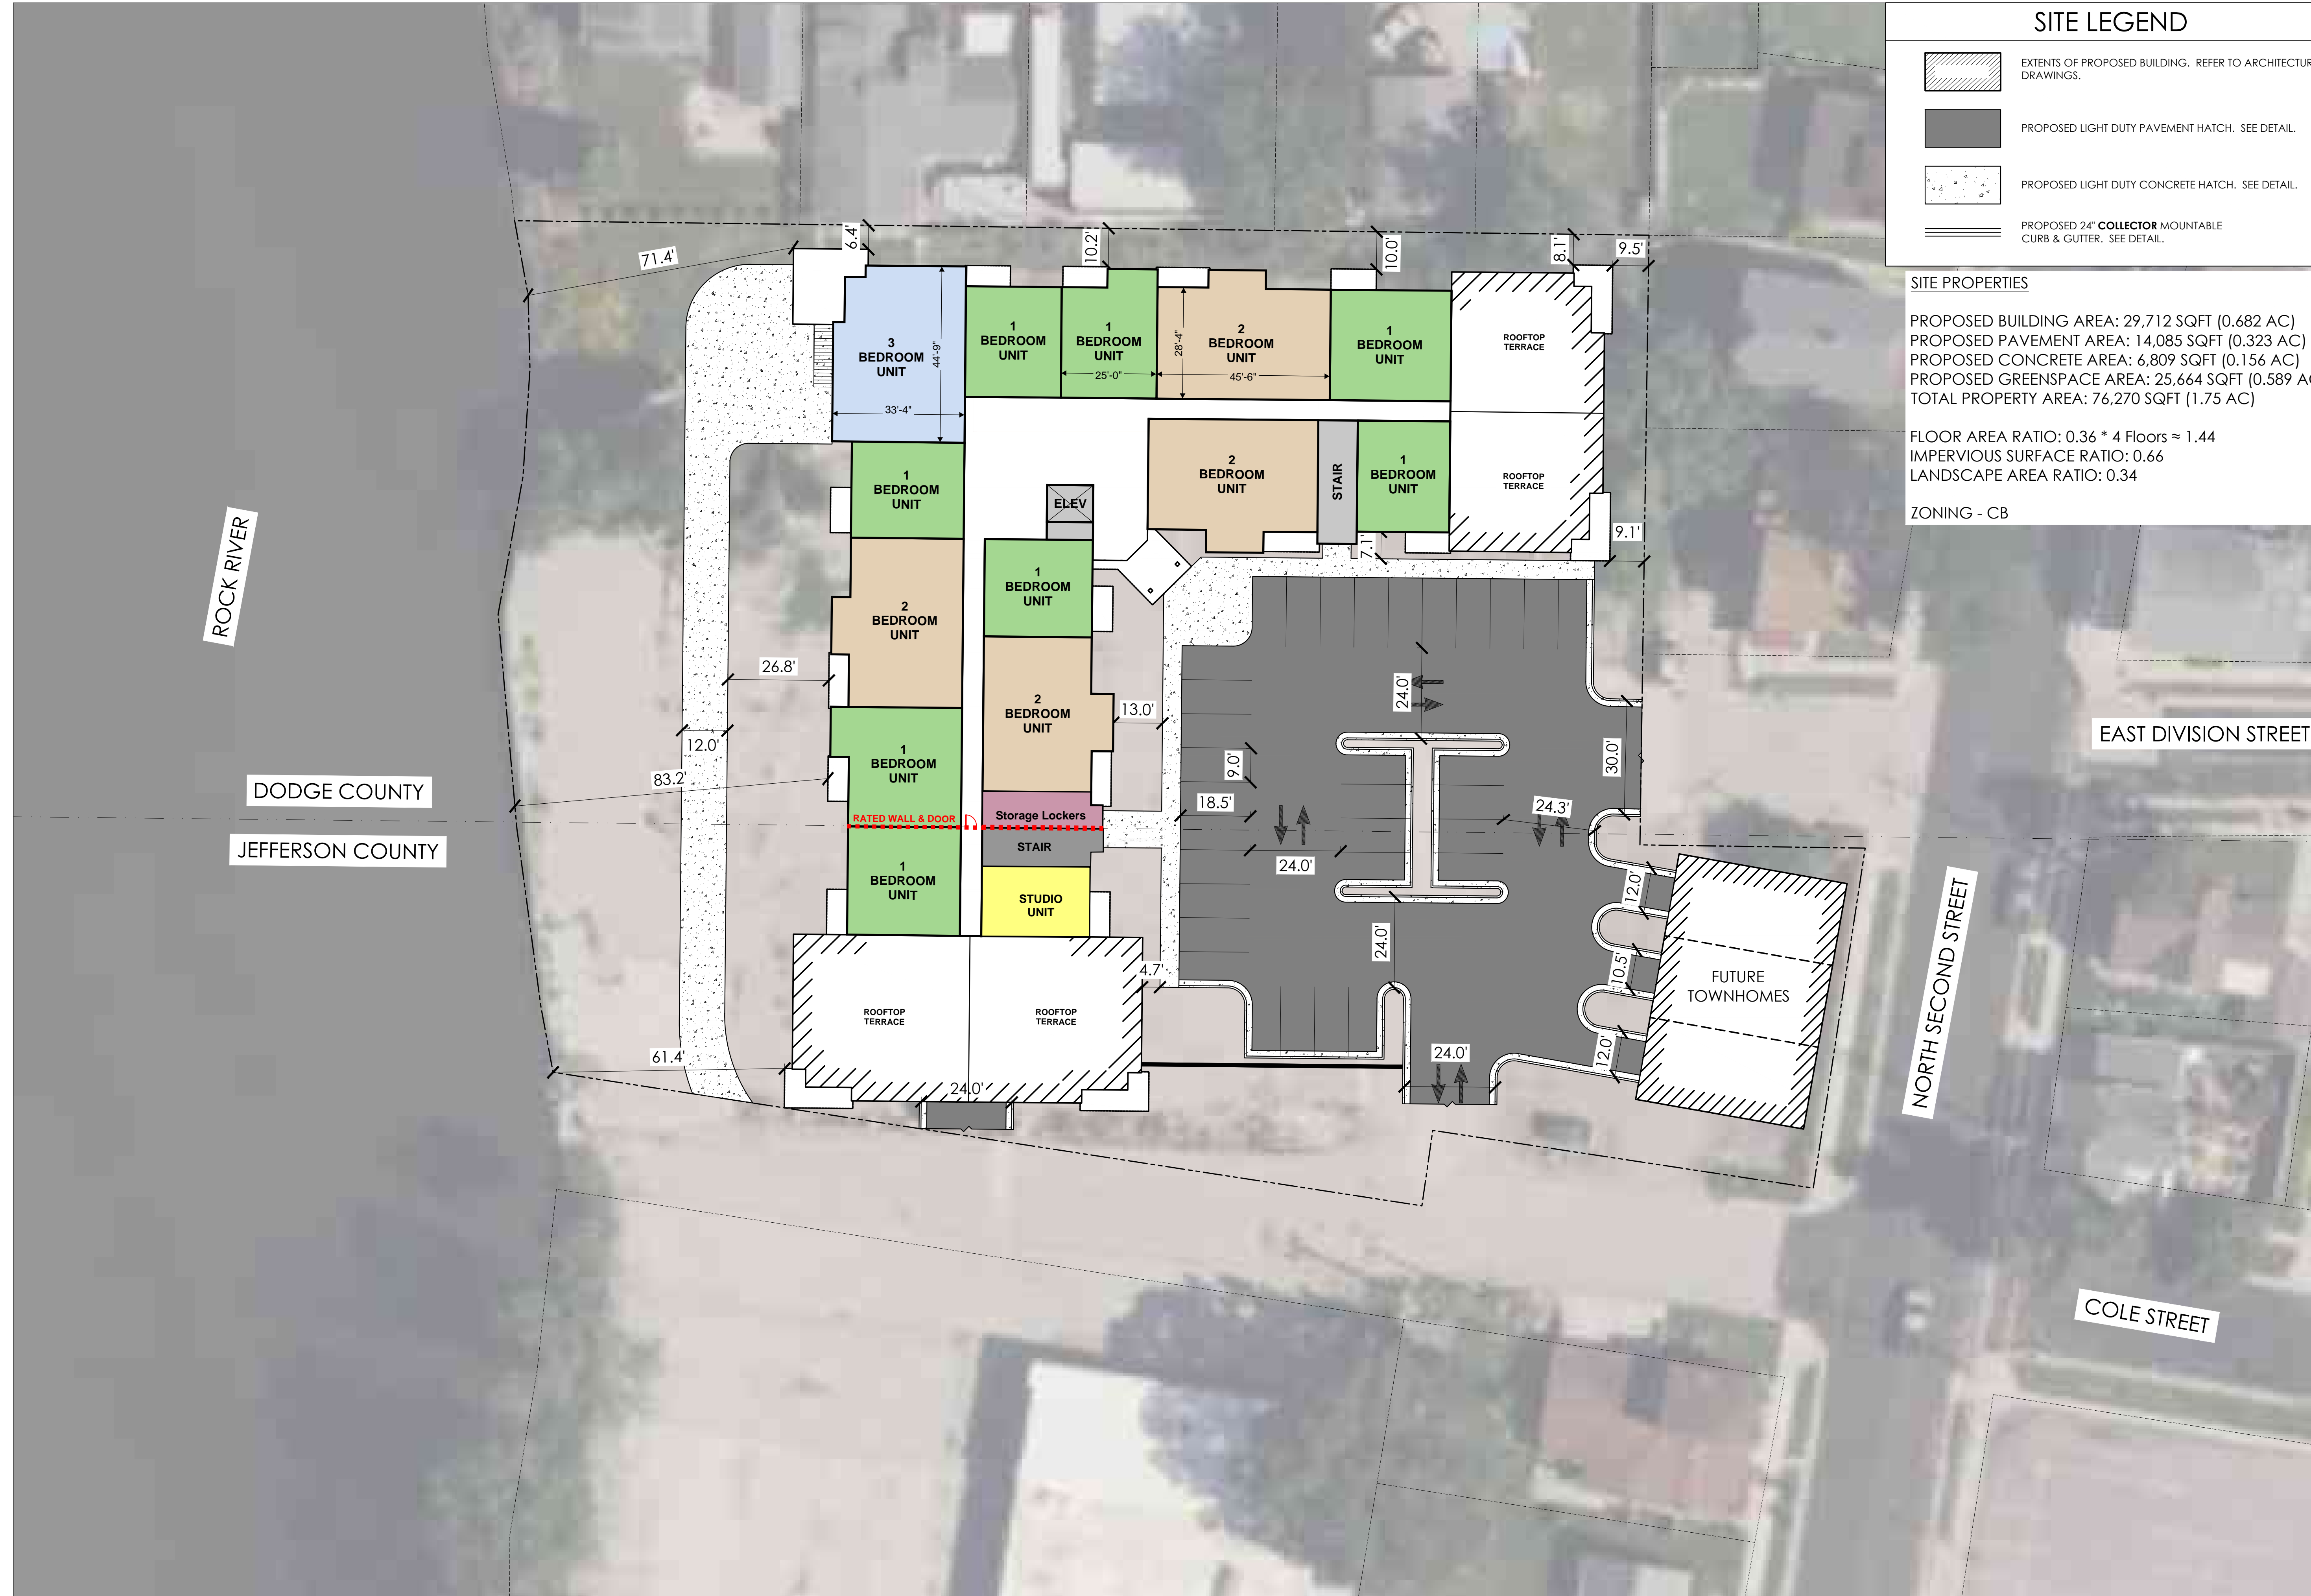 SITE LEGEND
EXTENTS OF PROPOSED BUILDING. REFER TO ARCHITECTUR
DRAWINGS.
PROPOSED LIGHT DUTY PAVEMENT HATCH. SEE DETAIL.
PROPOSED LIGHT DUTY CONCRETE HATCH. SEE DETAIL.
PROPOSED 24" COLLECTOR MOUNTABLE
CURB & GUTTER. SEE DETAIL.
SITE PROPERTIES
PROPOSED BUILDING AREA: 29,712 SQFT (0.682 AC)
PROPOSED PAVEMENT AREA: 14,085 SQFT (0.323 AC)
PROPOSED CONCRETE AREA: 6,809 SQFT (0.156 AC)
PROPOSED GREENSPACE AREA: 25,664 SQFT (0.589 A
TOTAL PROPERTY AREA: 76,270 SQFT (1.75 AC)
FLOOR AREA RATIO: 0.36 * 4 Floors ≈ 1.44
IMPERVIOUS SURFACE RATIO: 0.66
LANDSCAPE AREA RATIO: 0.34
ZONING - CB
71.4'
6.4'
10.2'
10.0'
8.1'
9.5'
3
BEDROOM
UNIT
44'-9"
33'-4"
1
BEDROOM
UNIT
1
BEDROOM
UNIT
25'-0"
28'-4"
2
BEDROOM
UNIT
45'-6"
1
BEDROOM
UNIT
ROOFTOP
TERRACE
1
BEDROOM
UNIT
ELEV
2
BEDROOM
UNIT
STAIR
1
BEDROOM
UNIT
ROOFTOP
TERRACE
9.1'
7.1'
ROCK RIVER
2
BEDROOM
UNIT
1
BEDROOM
UNIT
26.8'
12.0'
83.2'
2
BEDROOM
UNIT
13.0'
24.0'
9.0'
18.5'
24.0'
24.3'
30.0'
EAST DIVISION STREET
1
BEDROOM
UNIT
DODGE COUNTY
JEFFERSON COUNTY
RATED WALL & DOOR
Storage Lockers
STAIR
1
BEDROOM
UNIT
STUDIO
UNIT
24.0'
12.0'
10.5'
12.0'
FUTURE
TOWNHOMES
NORTH SECOND STREET
4.7'
ROOFTOP
TERRACE
ROOFTOP
TERRACE
61.4'
24.0'
24.0'
COLE STREET